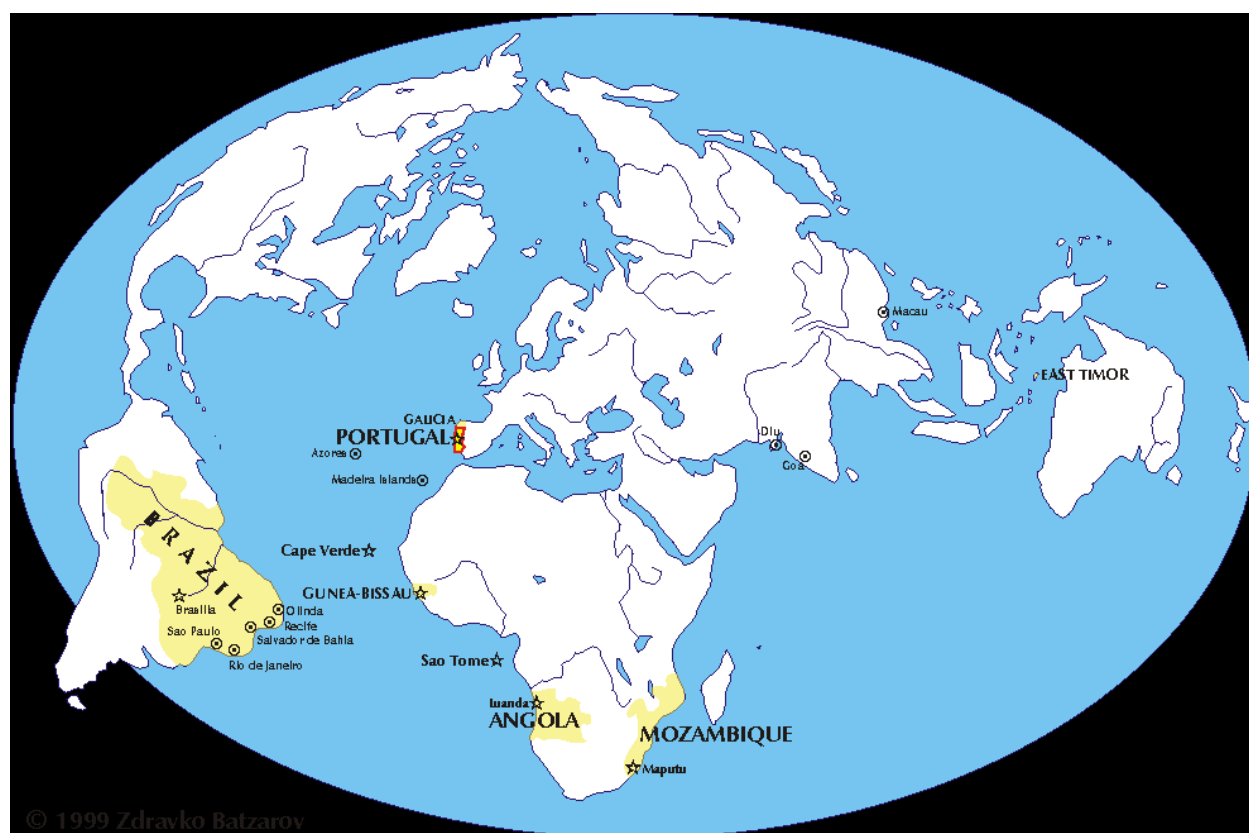 Macau
EAST TIMOR
GALICIA
PORTUGAL
Diu
Azores
Goa
Madeira Islands
BRAZIL
Cape Verde
GUNEA-BISSAU
Brasilia
Olinda
Recife
Sao Paulo
Salvador de Bahia
Rio de Janeiro
Sao Tome
Luanda
ANGOLA
MOZAMBIQUE
Maputu
© 1999 Zdravko Batzarov